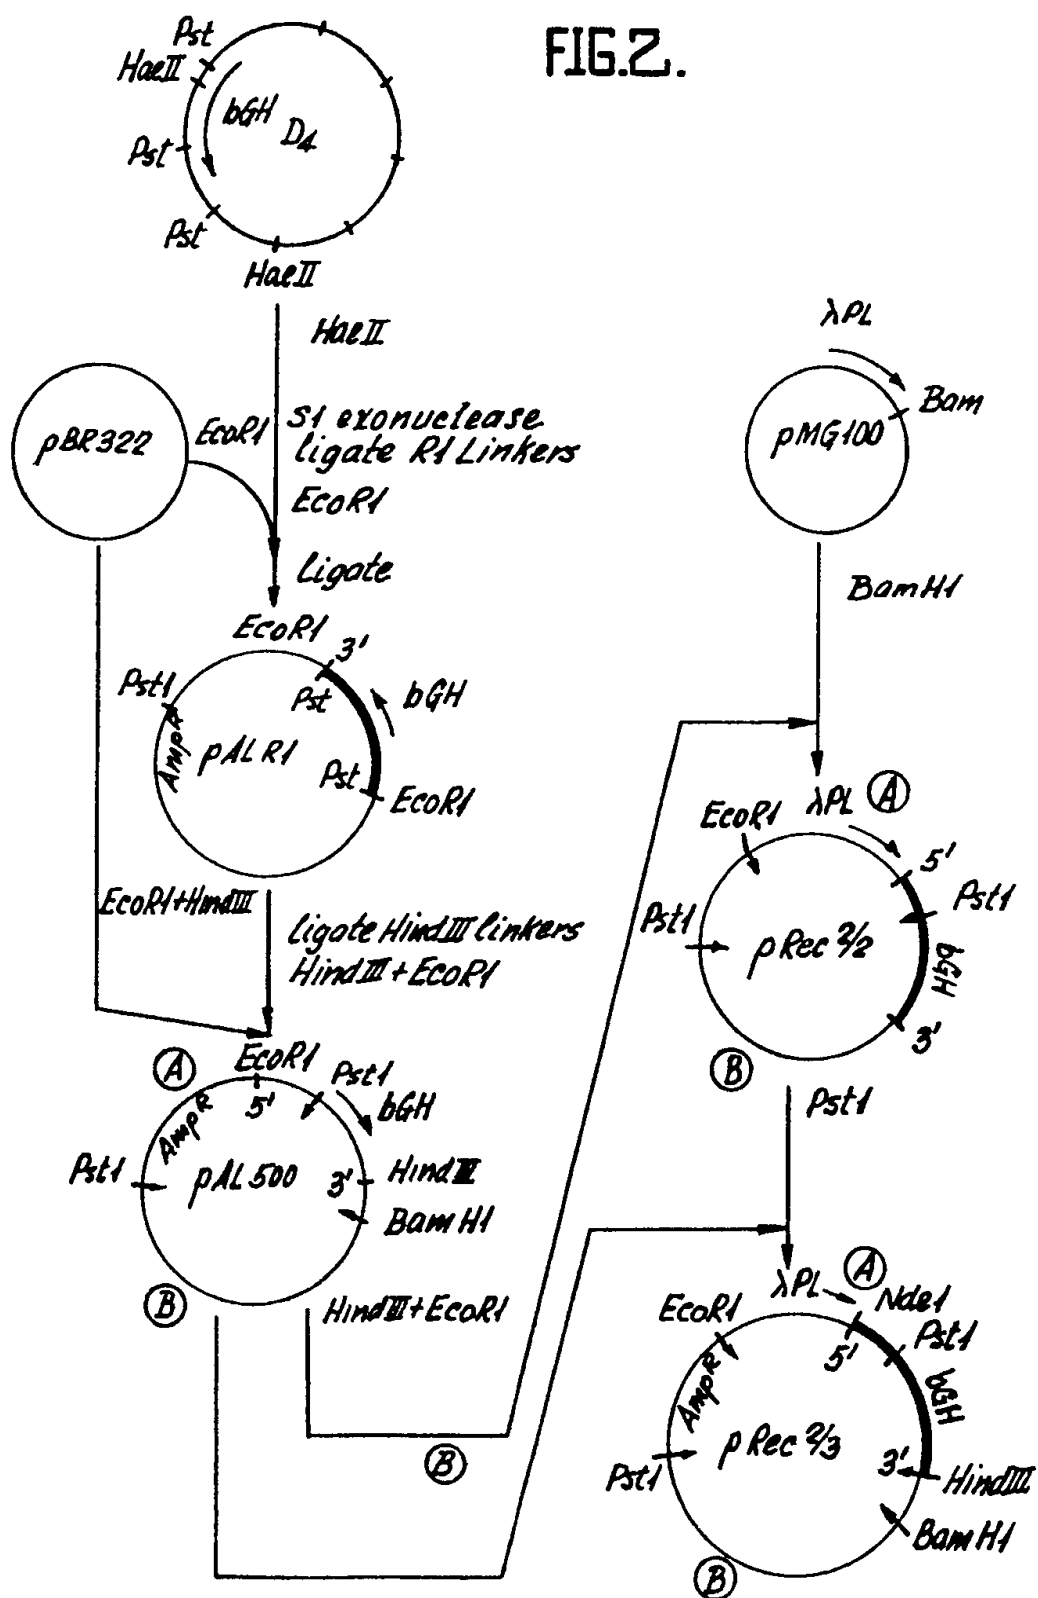 FIG.2.
Pst
HaeII
bGH
D4
Pst
Pst
HaeII
HaeII
pBR322
EcoR1
S1 exonuclease
ligate R1 Linkers
EcoR1
Ligate
λPL
Bam
pMG100
BamH1
EcoR1
3'
Pst1
Pst
bGH
AmpR
pALR1
Pst
EcoR1
EcoR1+HindIII
ligate HindIII linkers
HindIII+EcoR1
λPL
A
EcoR1
5'
Pst1
Pst1
pRec 2/2
bGH
3'
B
Pst1
A
EcoR1
Pst1
5'
bGH
AmpR
Pst1
pAL500
3'
HindIII
BamH1
B
HindIII+EcoR1
B
λPL
A
Nde1
EcoR1
Pst1
5'
AmpR
bGH
pRec 2/3
Pst1
3'
HindIII
BamH1
B